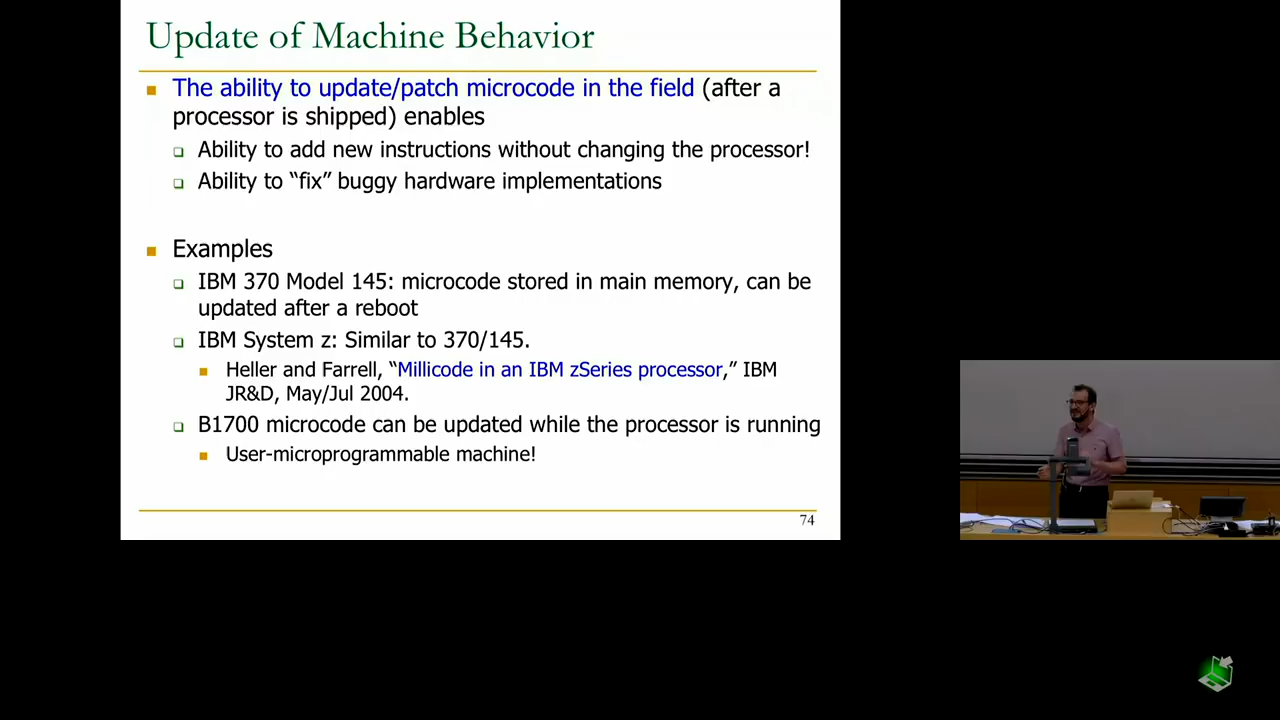 Update of Machine Behavior
The ability to update/patch microcode in the field (after a
processor is shipped) enables
Ability to add new instructions without changing the processor!
Ability to “fix” buggy hardware implementations
Examples
IBM 370 Model 145: microcode stored in main memory, can be
updated after a reboot
IBM System z: Similar to 370/145.
Heller and Farrell, “Millicode in an IBM zSeries processor,” IBM
JR&D, May/Jul 2004.
B1700 microcode can be updated while the processor is running
User-microprogrammable machine!
74